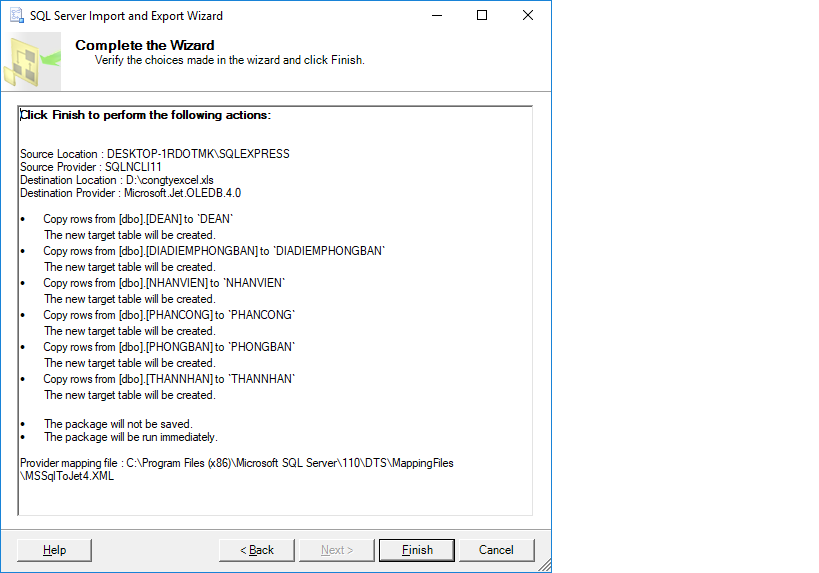 SQL Server Import and Export Wizard
Complete the Wizard
Verify the choices made in the wizard and click Finish.
Click Finish to perform the following actions:
Source Location : DESKTOP-1RDOTMK\SQLEXPRESS
Source Provider : SQLNCLI11
Destination Location : D:\congtyexcel.xls
Destination Provider : Microsoft.Jet.OLEDB.4.0
• Copy rows from [dbo].[DEAN] to `DEAN`
The new target table will be created.
• Copy rows from [dbo].[DIADIEMPHONGBAN] to `DIADIEMPHONGBAN`
The new target table will be created.
• Copy rows from [dbo].[NHANVIEN] to `NHANVIEN`
The new target table will be created.
• Copy rows from [dbo].[PHANCONG] to `PHANCONG`
The new target table will be created.
• Copy rows from [dbo].[PHONGBAN] to `PHONGBAN`
The new target table will be created.
• Copy rows from [dbo].[THANNHAN] to `THANNHAN`
The new target table will be created.
• The package will not be saved.
• The package will be run immediately.
Provider mapping file : C:\Program Files (x86)\Microsoft SQL Server\110\DTS\MappingFiles
\MSSqlToJet4.XML
Help < Back Next > Finish Cancel